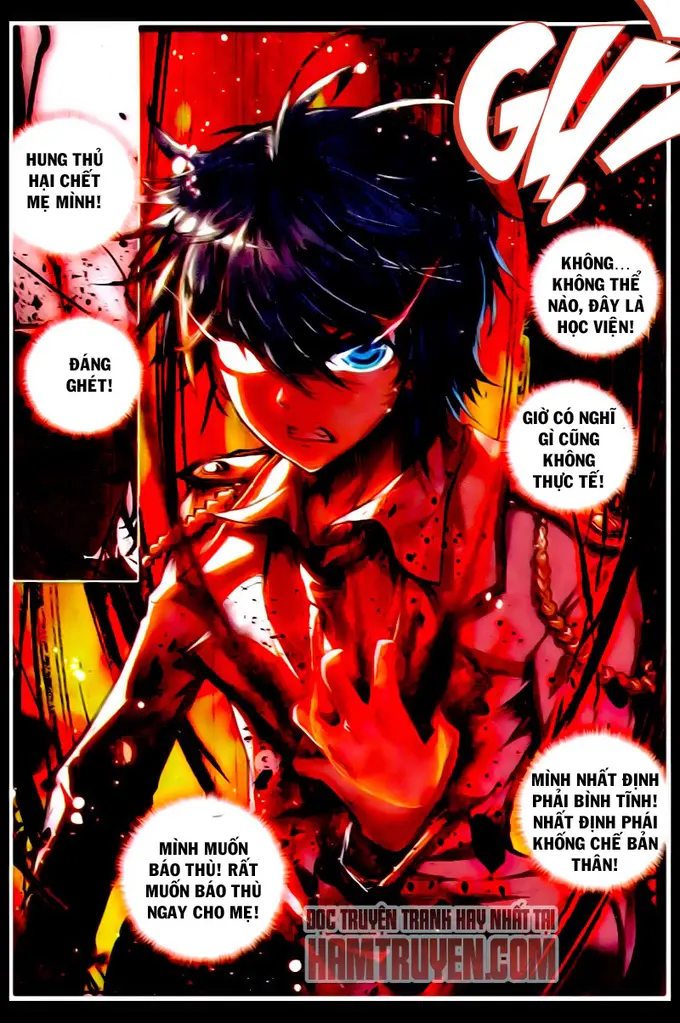 HUNG THỦ
HẠI CHẾT
MẸ MÌNH!
ĐÁNG
GHÉT!
KHÔNG...
KHÔNG THỂ
NÀO, ĐÂY LÀ
HỌC VIỆN!
GIỜ CÓ NGHĨ
GÌ CŨNG
KHÔNG
THỰC TẾ!
MÌNH NHẤT ĐỊNH
PHẢI BÌNH TĨNH!
NHẤT ĐỊNH PHÁI
KHỐNG CHẾ BẢN
THÂN!
MÌNH MUỐN
BÁO THÙ! RẤT
MUỐN BÁO THÙ
NGAY CHO MẸ!
ĐỌC TRUYỆN TRANH HAY NHẤT TẠI
HAMTRUYEN.COM